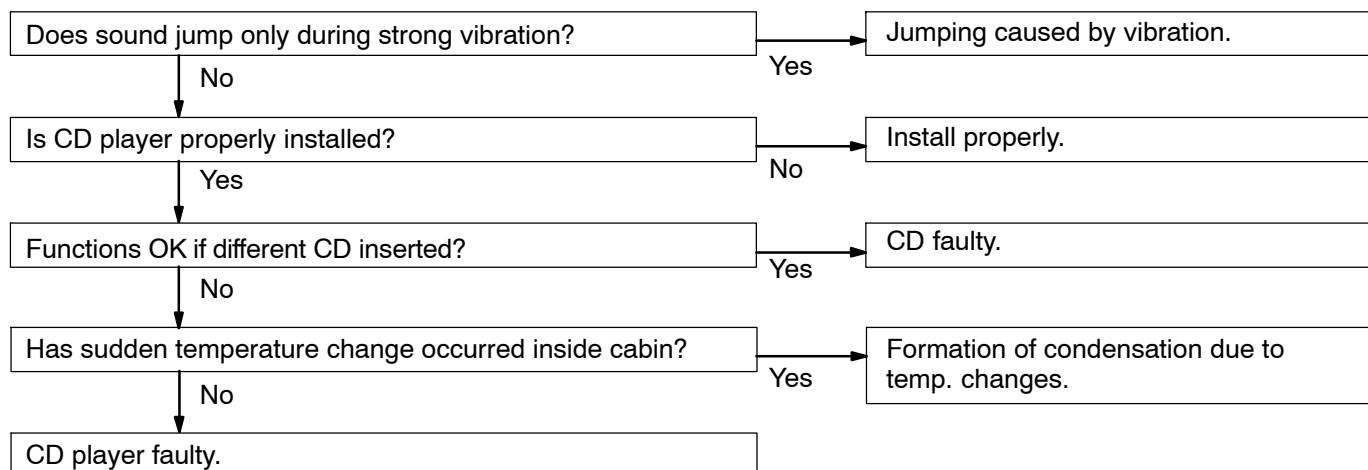 Does sound jump only during strong vibration?
Yes
Jumping caused by vibration.
No
Is CD player properly installed?
No
Install properly.
Yes
Functions OK if different CD inserted?
Yes
CD faulty.
No
Has sudden temperature change occurred inside cabin?
Yes
Formation of condensation due to
temp. changes.
No
CD player faulty.